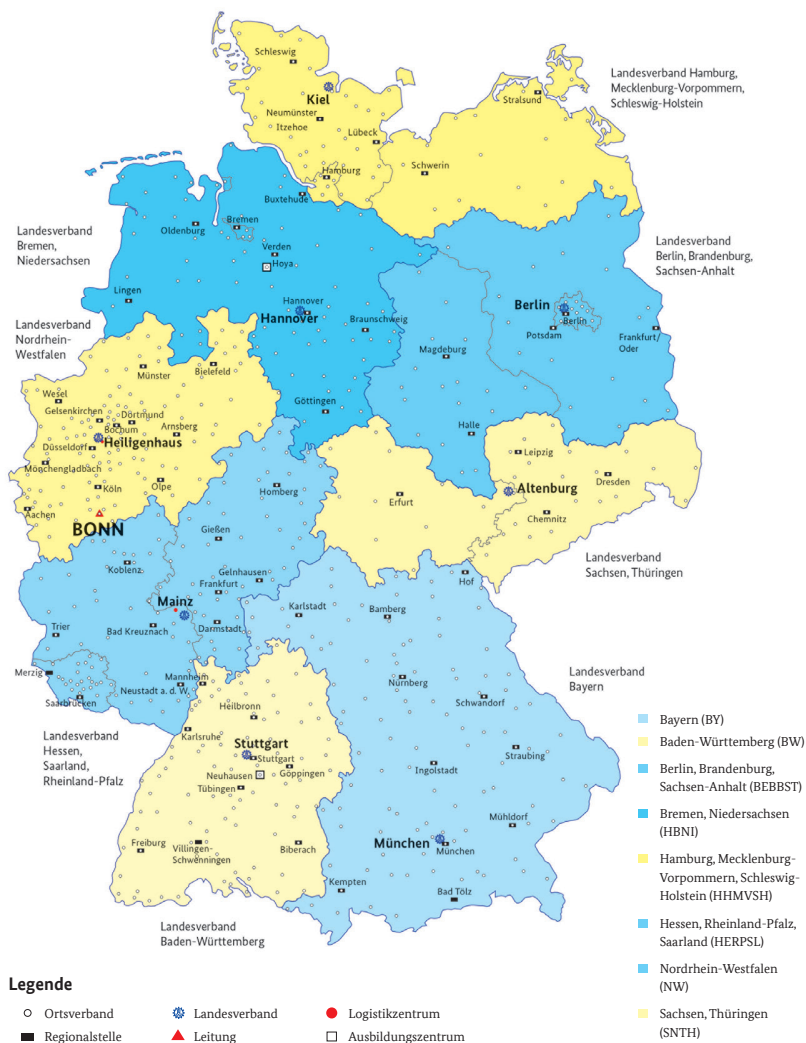 Schleswig
Kiel
Neumünster
Itzehoe
Lübeck
Hamburg
Stralsund
Schwerin
Landesverband Hamburg,
Mecklenburg-Vorpommern,
Schleswig-Holstein
Buxtehude
Bremen
Oldenburg
Verden
Hoya
Lingen
Hannover
Hannover
Braunschweig
Göttingen
Landesverband
Bremen,
Niedersachsen
Landesverband
Berlin, Brandenburg,
Sachsen-Anhalt
Berlin
Berlin
Potsdam
Frankfurt/
Oder
Magdeburg
Halle
Landesverband
Nordrhein-
Westfalen
Münster
Bielefeld
Wesel
Gelsenkirchen
Dortmund
Bochum
Arnsberg
Heiligenhaus
Düsseldorf
Mönchengladbach
Köln
Olpe
Aachen
BONN
Leipzig
Dresden
Altenburg
Chemnitz
Erfurt
Landesverband
Sachsen, Thüringen
Homberg
Gießen
Gelnhausen
Frankfurt
Koblenz
Mainz
Darmstadt
Bad Kreuznach
Trier
Merzig
Saarbrücken
Mannheim
Neustadt a. d. W.
Landesverband
Hessen,
Saarland,
Rheinland-Pfalz
Hof
Karlstadt
Bamberg
Nürnberg
Schwandorf
Straubing
Ingolstadt
Mühldorf
München
München
Kempten
Bad Tölz
Landesverband
Bayern
Heilbronn
Karlsruhe
Stuttgart
Stuttgart
Neuhausen
Göppingen
Tübingen
Freiburg
Villingen-
Schwenningen
Biberach
Landesverband
Baden-Württemberg
Bayern (BY)
Baden-Württemberg (BW)
Berlin, Brandenburg,
Sachsen-Anhalt (BEBBST)
Bremen, Niedersachsen
(HBNI)
Hamburg, Mecklenburg-
Vorpommern, Schleswig-
Holstein (HHMVSH)
Hessen, Rheinland-Pfalz,
Saarland (HERPSL)
Nordrhein-Westfalen
(NW)
Sachsen, Thüringen
(SNTH)
Legende
Ortsverband
Landesverband
Logistikzentrum
Regionalstelle
Leitung
Ausbildungszentrum